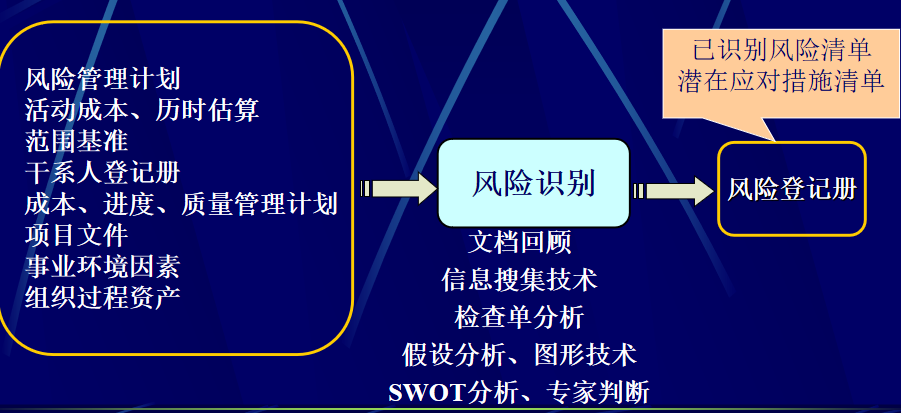 风险管理计划
活动成本、历时估算
范围基准
干系人登记册
成本、进度、质量管理计划
项目文件
事业环境因素
组织过程资产
风险识别
文档回顾
信息搜集技术
检查单分析
假设分析、图形技术
SWOT分析、专家判断
已识别风险清单
潜在应对措施清单
风险登记册